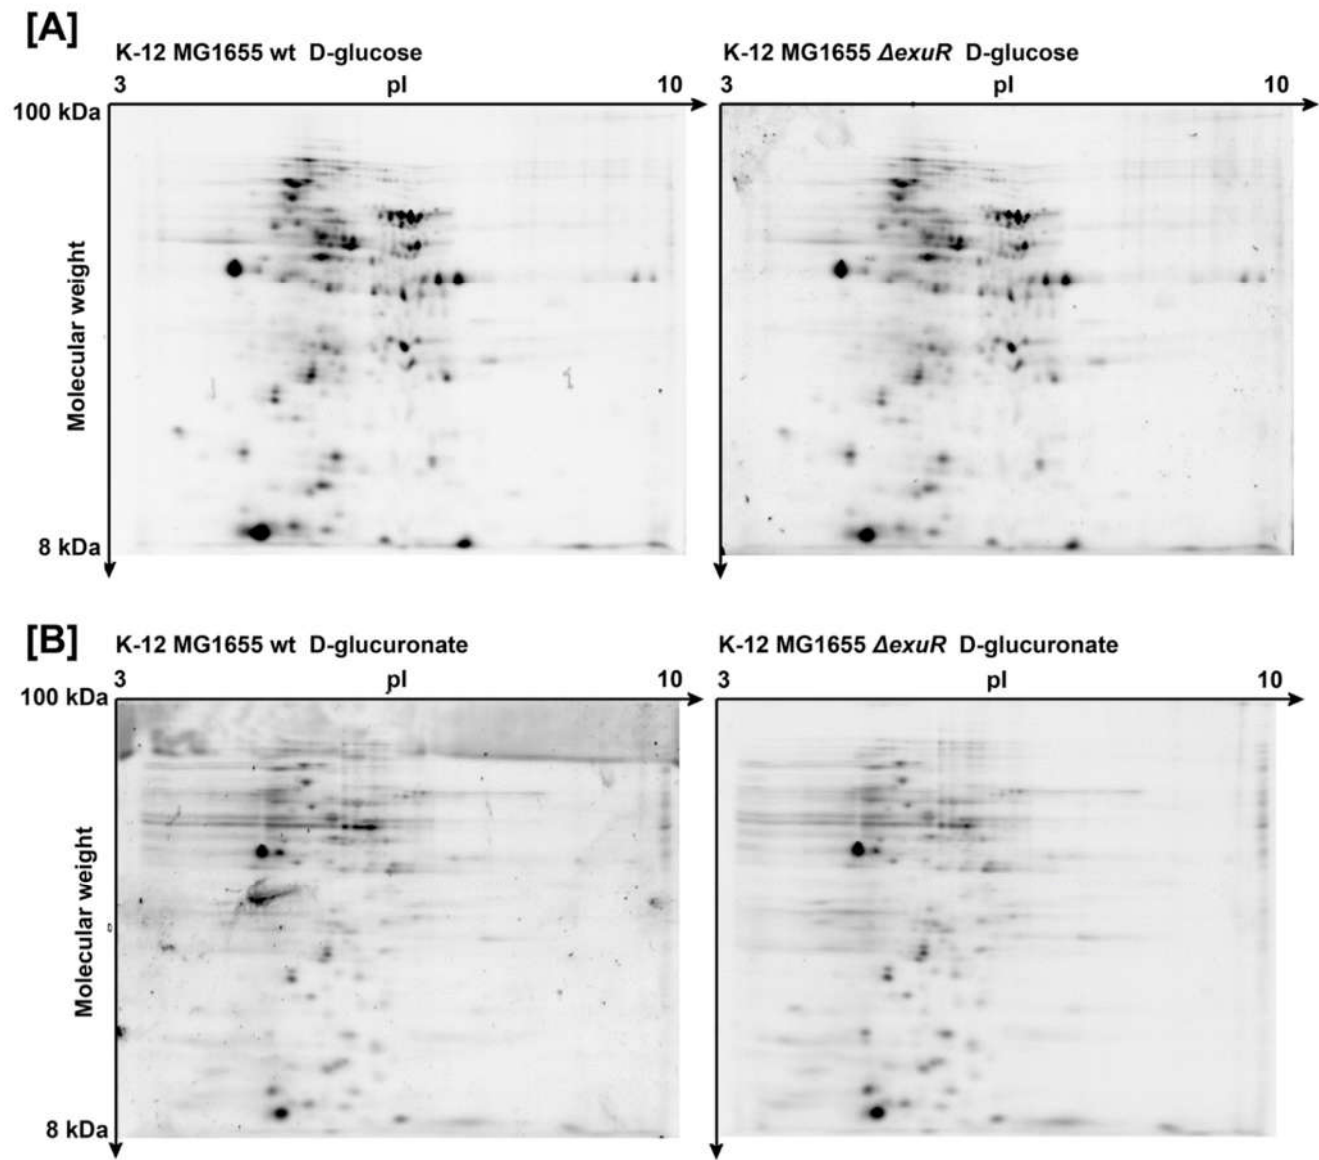 [A]
K-12 MG1655 wt D-glucose
K-12 MG1655 ΔexuR D-glucose
3 pI 10
3 pI 10
100 kDa
Molecular weight
8 kDa
[B]
K-12 MG1655 wt D-glucuronate
K-12 MG1655 ΔexuR D-glucuronate
3 pI 10
3 pI 10
100 kDa
Molecular weight
8 kDa